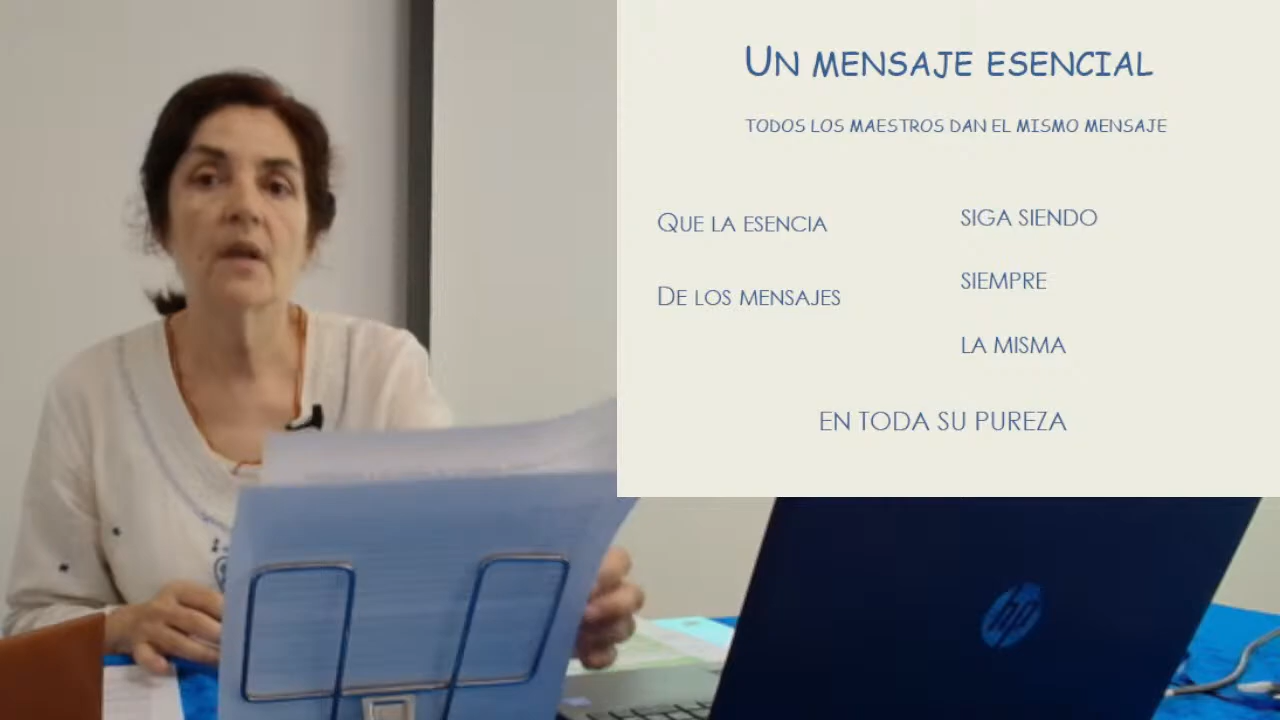 UN MENSAJE ESENCIAL
TODOS LOS MAESTROS DAN EL MISMO MENSAJE
QUE LA ESENCIA
DE LOS MENSAJES
SIGA SIENDO
SIEMPRE
LA MISMA
EN TODA SU PUREZA
hp